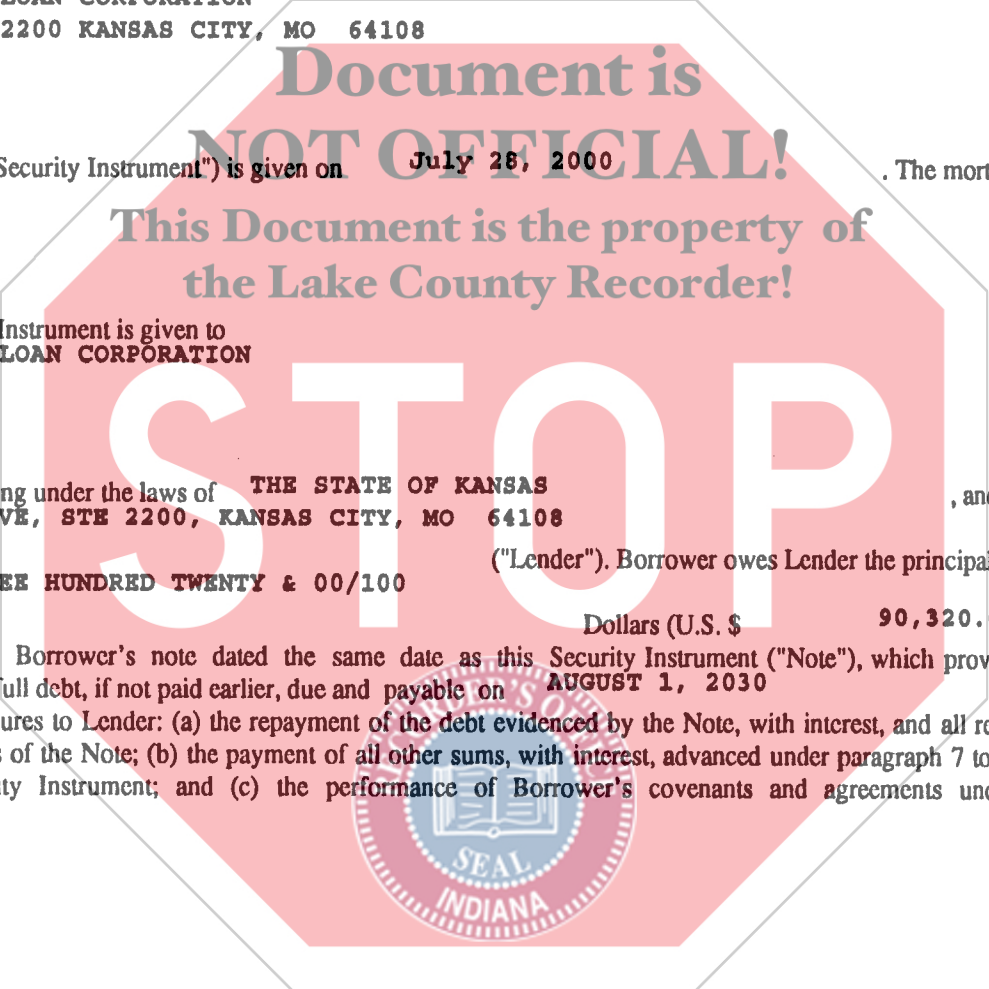 LOAN CORPORATION
2200 KANSAS CITY, MO 64108
Document is
NOT OFFICIAL!
Security Instrument") is given on July 28, 2000 . The mort
This Document is the property of
the Lake County Recorder!
Instrument is given to
LOAN CORPORATION
STOP
ng under the laws of THE STATE OF KANSAS , and
VE, STE 2200, KANSAS CITY, MO 64108
("Lender"). Borrower owes Lender the principal
EE HUNDRED TWENTY & 00/100
Dollars (U.S. $ 90,320.
Borrower's note dated the same date as this Security Instrument ("Note"), which prov
full debt, if not paid earlier, due and payable on AUGUST 1, 2030
ures to Lender: (a) the repayment of the debt evidenced by the Note, with interest, and all re
s of the Note; (b) the payment of all other sums, with interest, advanced under paragraph 7 to
ity Instrument; and (c) the performance of Borrower's covenants and agreements und
RECORDER'S OFFICE
SEAL
INDIANA